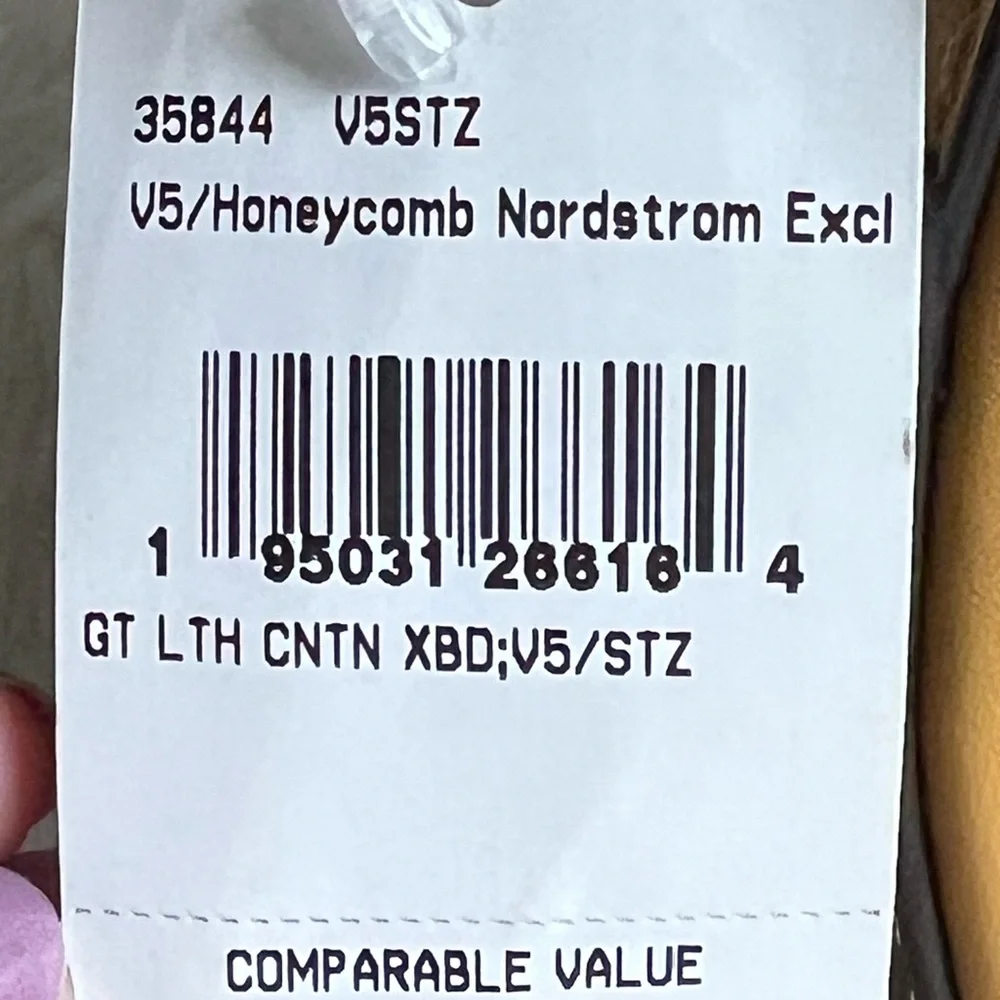 35844 V5STZ
V5/Honeycomb Nordstrom Excl
1 95031 26616 4
GT LTH CNTN XBD;V5/STZ
COMPARABLE VALUE